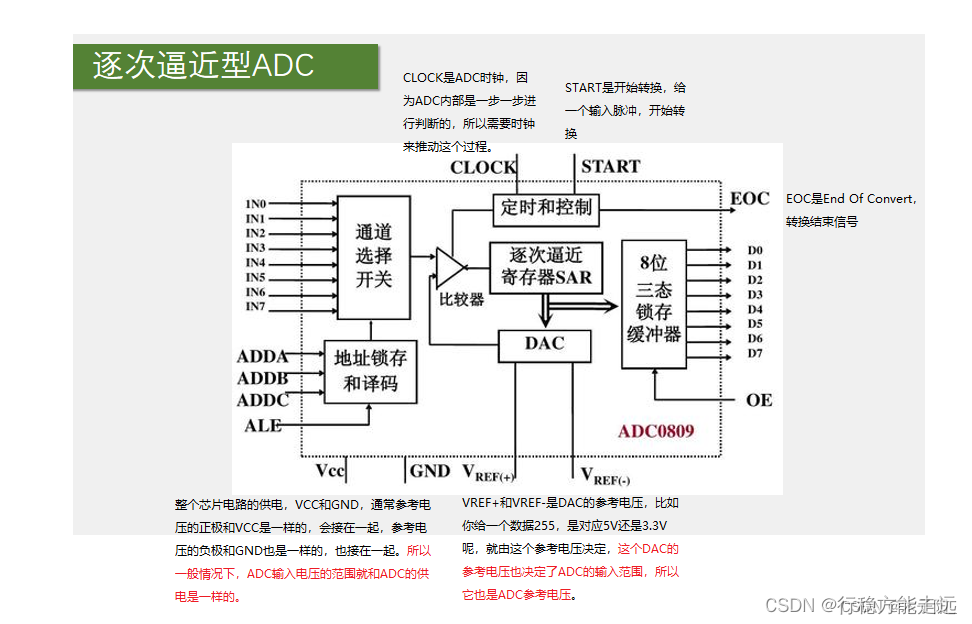 逐次逼近型ADC
CLOCK是ADC时钟，因
为ADC内部是一步一步进
行判断的，所以需要时钟
来推动这个过程。
START是开始转换，给
一个输入脉冲，开始转
换
CLOCK
START
EOC
EOC是End Of Convert，
转换结束信号
定时和控制
IN0
IN1
IN2
IN3
IN4
IN5
IN6
IN7
通道
选择
开关
比较器
逐次逼近
寄存器SAR
8位
三态
锁存
缓冲器
D0
D1
D2
D3
D4
D5
D6
D7
DAC
ADDA
ADDB
ADDC
ALE
地址锁存
和译码
OE
ADC0809
Vcc
GND
VREF(+)
VREF(-)
整个芯片电路的供电，VCC和GND，通常参考电
压的正极和VCC是一样的，会接在一起，参考电
压的负极和GND也是一样的，也接在一起。所以
一般情况下，ADC输入电压的范围就和ADC的供
电是一样的。
VREF+和VREF-是DAC的参考电压，比如
你给一个数据255，是对应5V还是3.3V
呢，就由这个参考电压决定，这个DAC的
参考电压也决定了ADC的输入范围，所以
它也是ADC参考电压。
CSDN @行稳方能走远